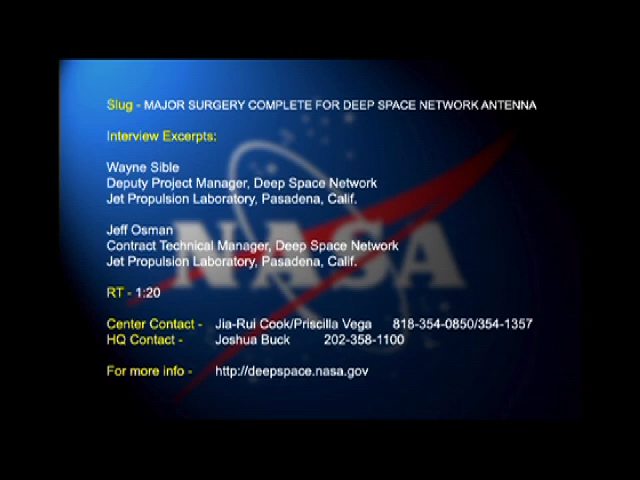 Slug - MAJOR SURGERY COMPLETE FOR DEEP SPACE NETWORK ANTENNA
Interview Excerpts:
Wayne Sible
Deputy Project Manager, Deep Space Network
Jet Propulsion Laboratory, Pasadena, Calif.
Jeff Osman
Contract Technical Manager, Deep Space Network
Jet Propulsion Laboratory, Pasadena, Calif.
NASA
RT - 1:20
Center Contact - Jia-Rui Cook/Priscilla Vega 818-354-0850/354-1357
HQ Contact - Joshua Buck 202-358-1100
For more info - http://deepspace.nasa.gov